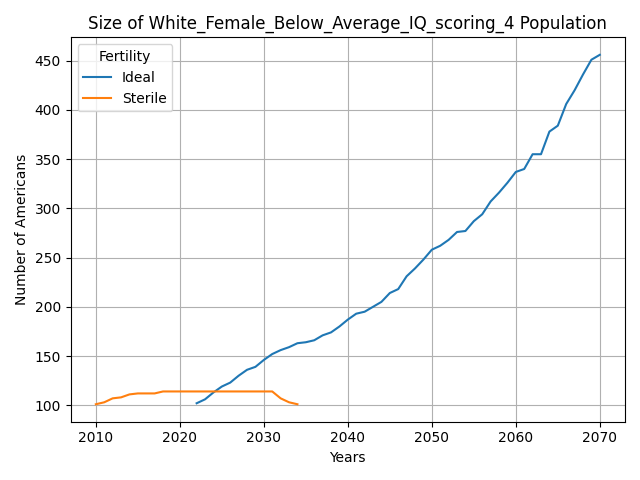 Size of White_Female_Below_Average_IQ_scoring_4 Population
Fertility
Ideal
Sterile
Number of Americans
450
400
350
300
250
200
150
100
2010 2020 2030 2040 2050 2060 2070
Years